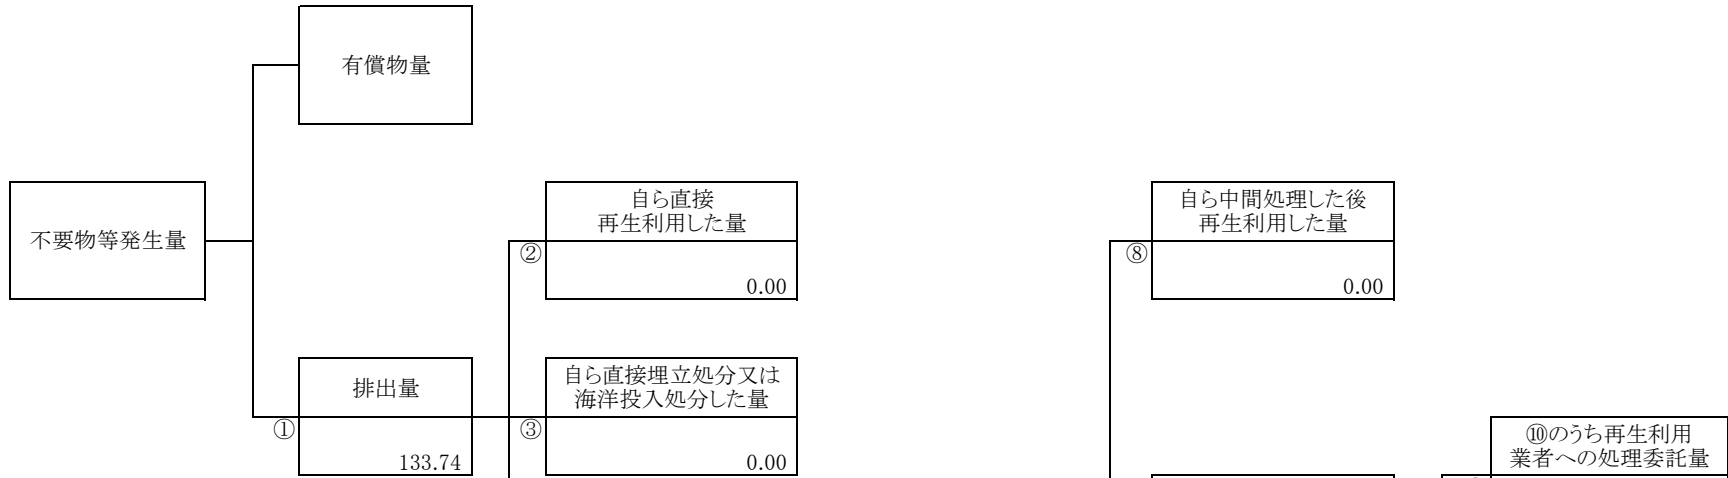 有償物量
不要物等発生量
自ら直接
再生利用した量
②
0.00
自ら中間処理した後
再生利用した量
⑧
0.00
排出量
①
133.74
自ら直接埋立処分又は
海洋投入処分した量
③
0.00
⑩のうち再生利用
業者への処理委託量